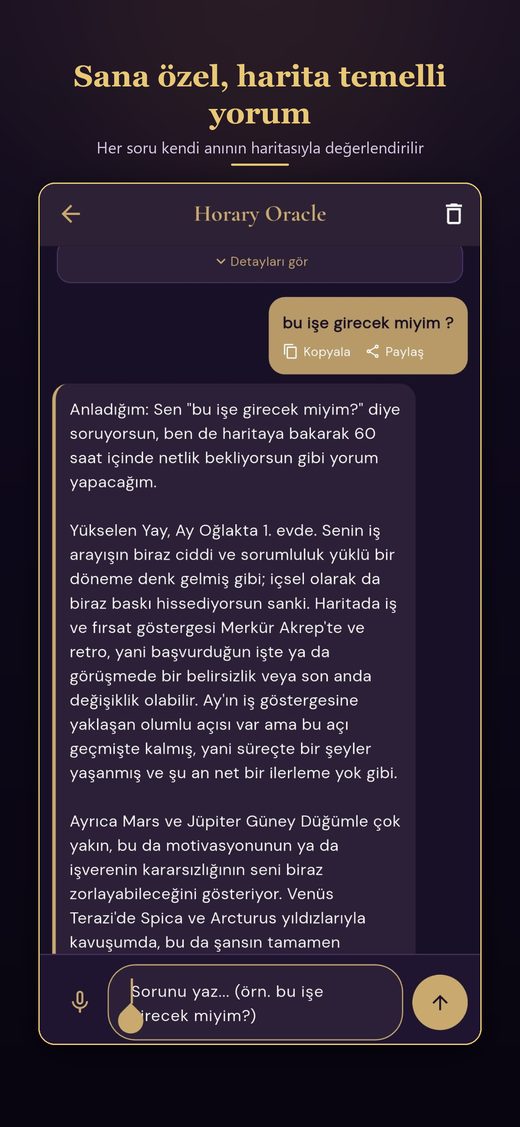 Sana özel, harita temelli
yorum
Her soru kendi anının haritasıyla değerlendirilir
Horary Oracle
Detayları gör
bu işe girecek miyim ?
Kopyala Paylaş
Anladığım: Sen "bu işe girecek miyim?" diye
soruyorsun, ben de haritaya bakarak 60
saat içinde netlik bekliyorsun gibi yorum
yapacağım.
Yükselen Yay, Ay Oğlakta 1. evde. Senin iş
arayışın biraz ciddi ve sorumluluk yüklü bir
döneme denk gelmiş gibi; içsel olarak da
biraz baskı hissediyorsun sanki. Haritada iş
ve fırsat göstergesi Merkür Akrep'te ve
retro, yani başvurduğun işte ya da
görüşmede bir belirsizlik veya son anda
değişiklik olabilir. Ay'ın iş göstergesine
yaklaşan olumlu açısı var ama bu açı
geçmişte kalmış, yani süreçte bir şeyler
yaşanmış ve şu an net bir ilerleme yok gibi.
Ayrıca Mars ve Jüpiter Güney Düğümle çok
yakın, bu da motivasyonunun ya da
işverenin kararsızlığının seni biraz
zorlayabileceğini gösteriyor. Venüs
Terazi'de Spica ve Arcturus yıldızlarıyla
kavuşumda, bu da şansın tamamen
Sorunu yaz... (örn. bu işe
girecek miyim?)